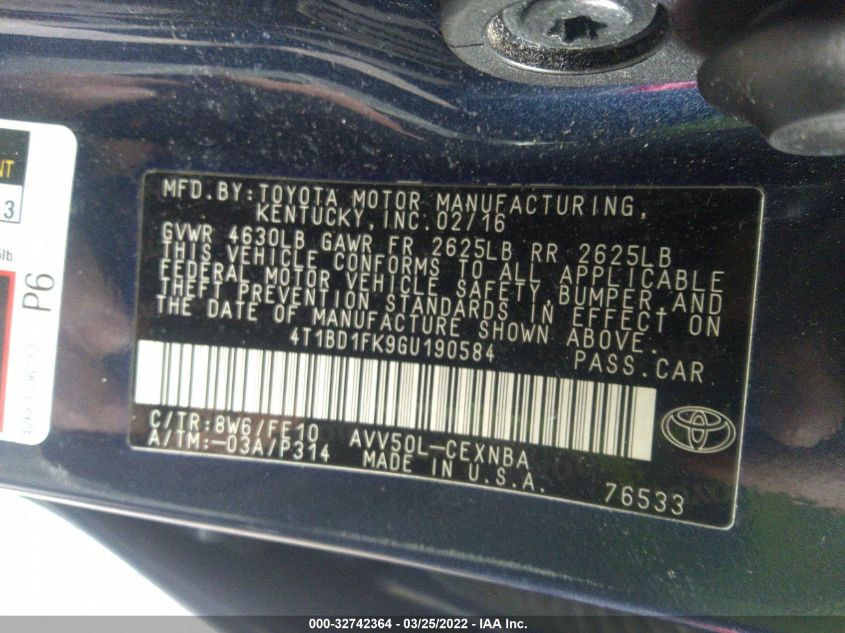 MFD.BY:TOYOTA MOTOR MANUFACTURING,
KENTUCKY,INC.02/16
GVWR 4630LB GAWR FR 2625LB RR 2625LB
THIS VEHICLE CONFORMS TO ALL APPLICABLE
FEDERAL MOTOR VEHICLE SAFETY,BUMPER,AND
THEFT PREVENTION STANDARDS IN EFFECT ON
THE DATE OF MANUFACTURE SHOWN ABOVE.
4T1BD1FK9GU190584 PASS.CAR
C/TR:8W6/FE10 AVV50L-CEXNBA
A/TM:-03A/P314 MADE IN U.S.A. 76533
NT
3
lb
P6
000-32742364 - 03/25/2022 - IAA Inc.